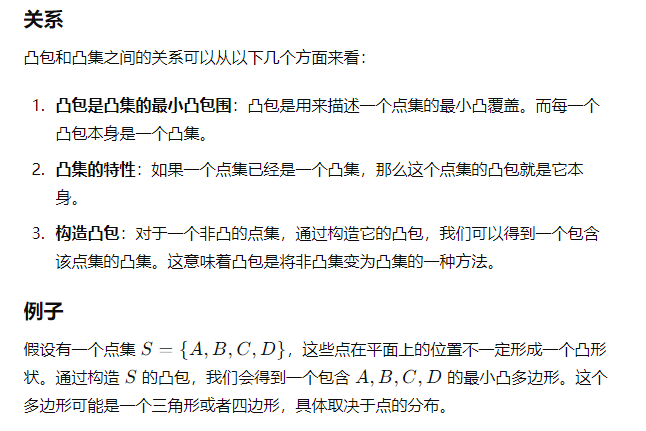 关系
凸包和凸集之间的关系可以从以下几个方面来看：
1. 凸包是凸集的最小凸包围：凸包是用来描述一个点集的最小凸覆盖。而每一个
凸包本身是一个凸集。
2. 凸集的特性：如果一个点集已经是一个凸集，那么这个点集的凸包就是它本
身。
3. 构造凸包：对于一个非凸的点集，通过构造它的凸包，我们可以得到一个包含
该点集的凸集。这意味着凸包是将非凸集变为凸集的一种方法。
例子
假设有一个点集 S = {A, B, C, D}，这些点在平面上的位置不一定形成一个凸形
状。通过构造 S 的凸包，我们会得到一个包含 A, B, C, D 的最小凸多边形。这个
多边形可能是一个三角形或者四边形，具体取决于点的分布。